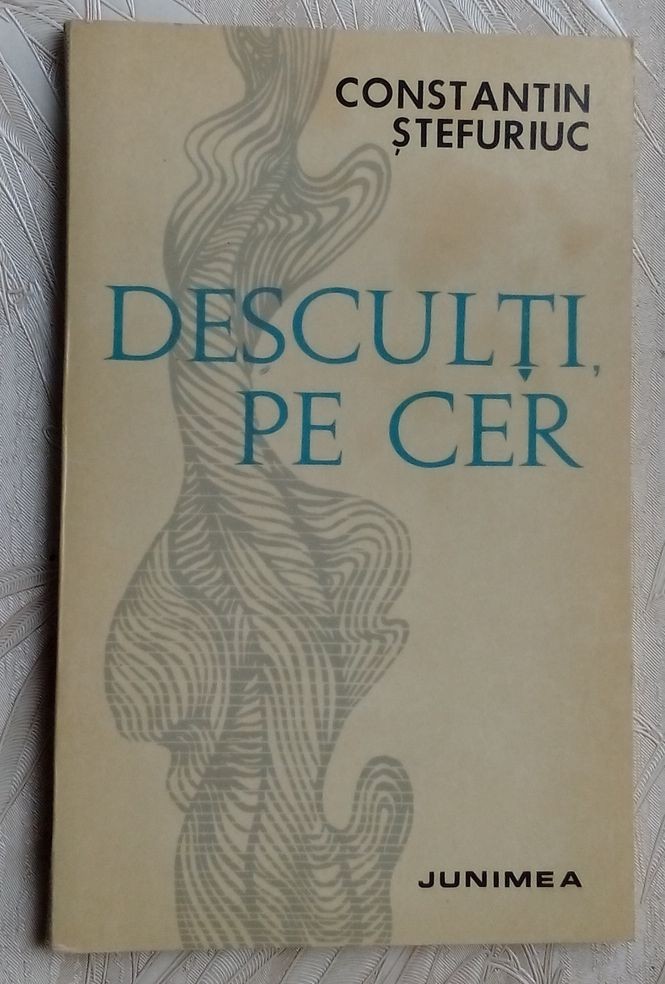 CONSTANTIN
ȘTEFURIUC
DESCULȚI,
PE CER
JUNIMEA